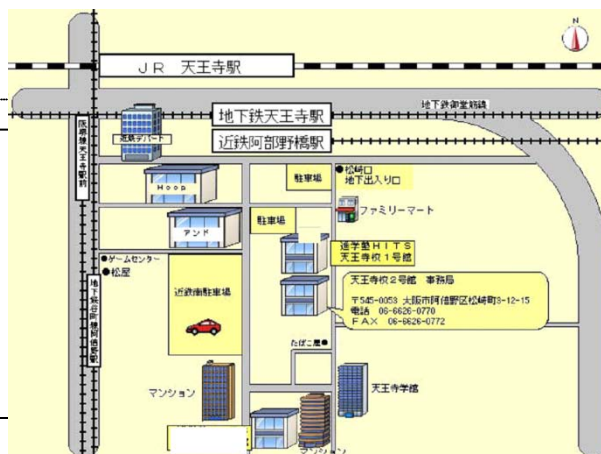 N
JR 天王寺駅
地下鉄御堂筋線
地下鉄天王寺駅
近鉄デパート
近鉄阿部野橋駅
阪堺線天王寺駅前
Hoop
駐車場
●松崎口
地下出入り口
ファミリーマート
駐車場
アンド
進学塾HITS
天王寺校1号館
●ゲームセンター
●松屋
近鉄南駐車場
天王寺校2号館 事務局
〒545-0053 大阪市阿倍野区松崎町3-12-15
電話 06-6626-0770
FAX 06-6626-0772
地下鉄谷町線阿倍野駅
たばこ屋●
マンション
天王寺学館
マンション